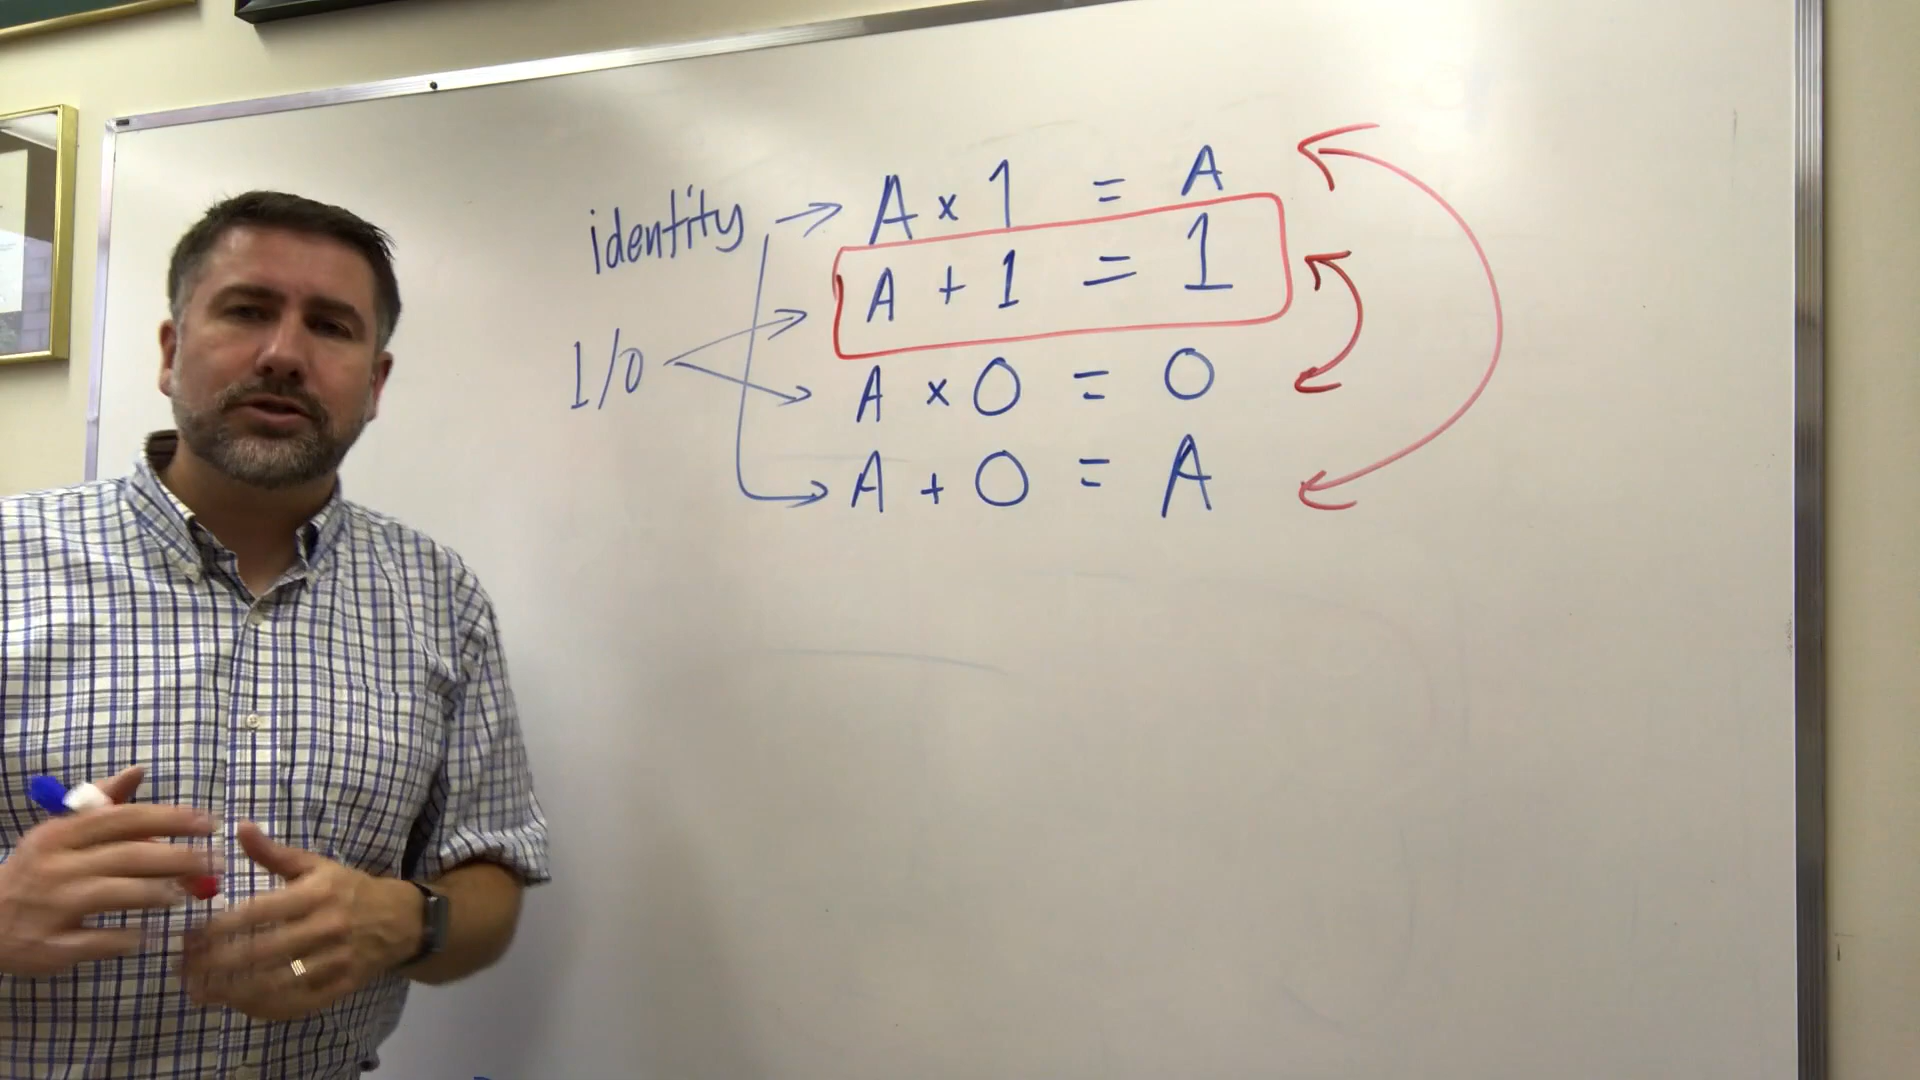 identity → A × 1 = A
A + 1 = 1
1/0
A × 0 = 0
A + 0 = A